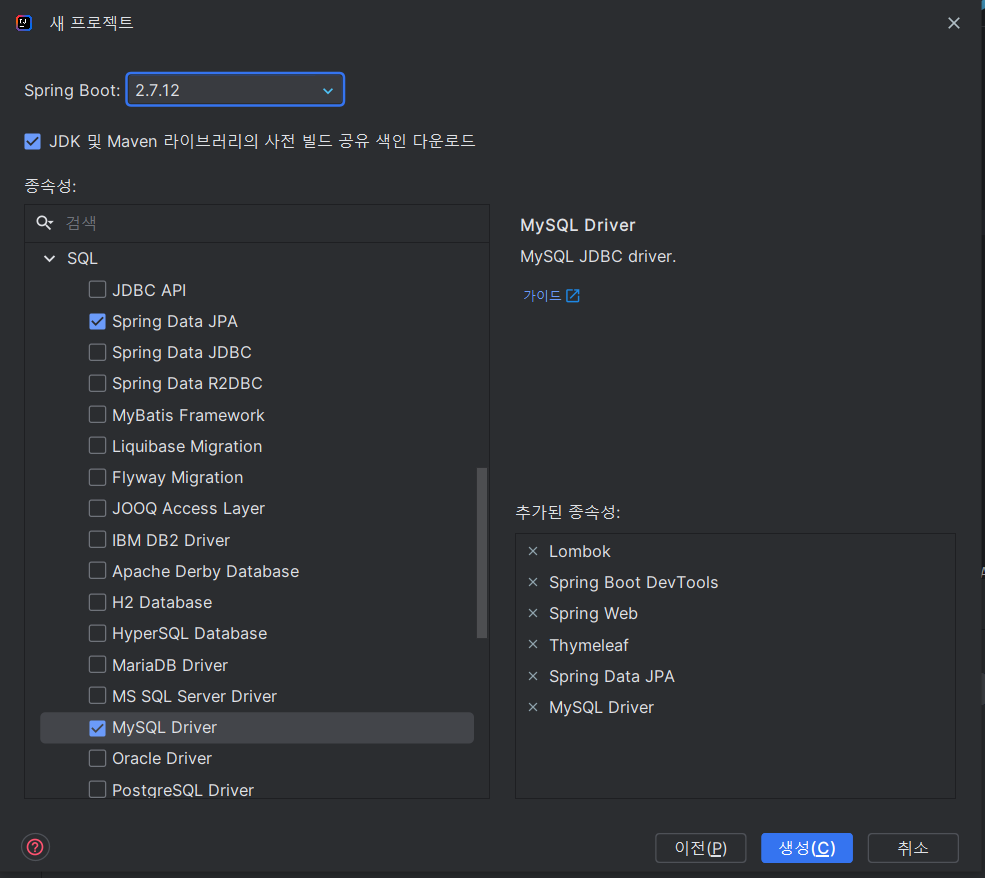 새 프로젝트
Spring Boot: 2.7.12
JDK 및 Maven 라이브러리의 사전 빌드 공유 색인 다운로드
종속성:
검색
SQL
JDBC API
Spring Data JPA
Spring Data JDBC
Spring Data R2DBC
MyBatis Framework
Liquibase Migration
Flyway Migration
JOOQ Access Layer
IBM DB2 Driver
Apache Derby Database
H2 Database
HyperSQL Database
MariaDB Driver
MS SQL Server Driver
MySQL Driver
Oracle Driver
PostgreSQL Driver
MySQL Driver
MySQL JDBC driver.
가이드
추가된 종속성:
Lombok
Spring Boot DevTools
Spring Web
Thymeleaf
Spring Data JPA
MySQL Driver
이전(P)
생성(C)
취소